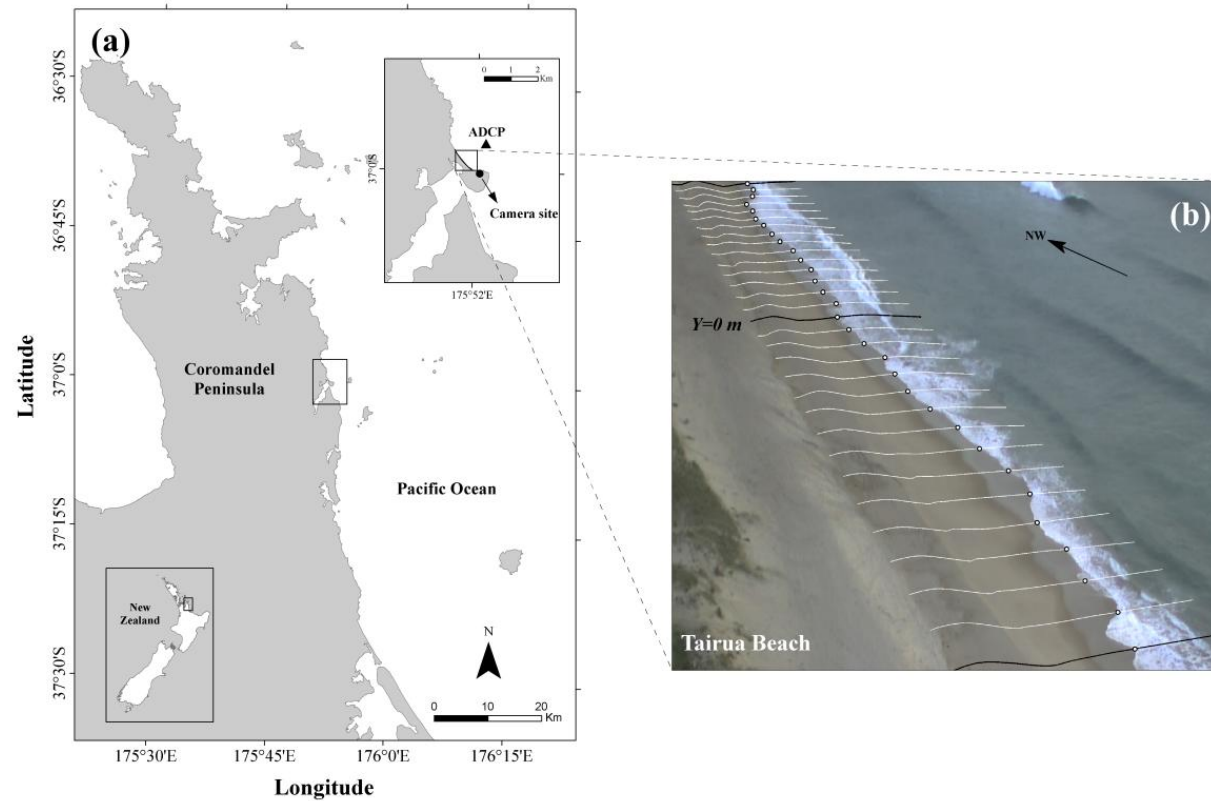 (a)
36°30'S
36°45'S
37°0'S
37°15'S
37°30'S
Latitude
Coromandel
Peninsula
Pacific Ocean
New
Zealand
N
0 10 20
Km
175°30'E
175°45'E
176°0'E
176°15'E
Longitude
0 1 2
Km
ADCP
37°0'S
Camera site
175°52'E
(b)
NW
Y=0 m
Tairua Beach